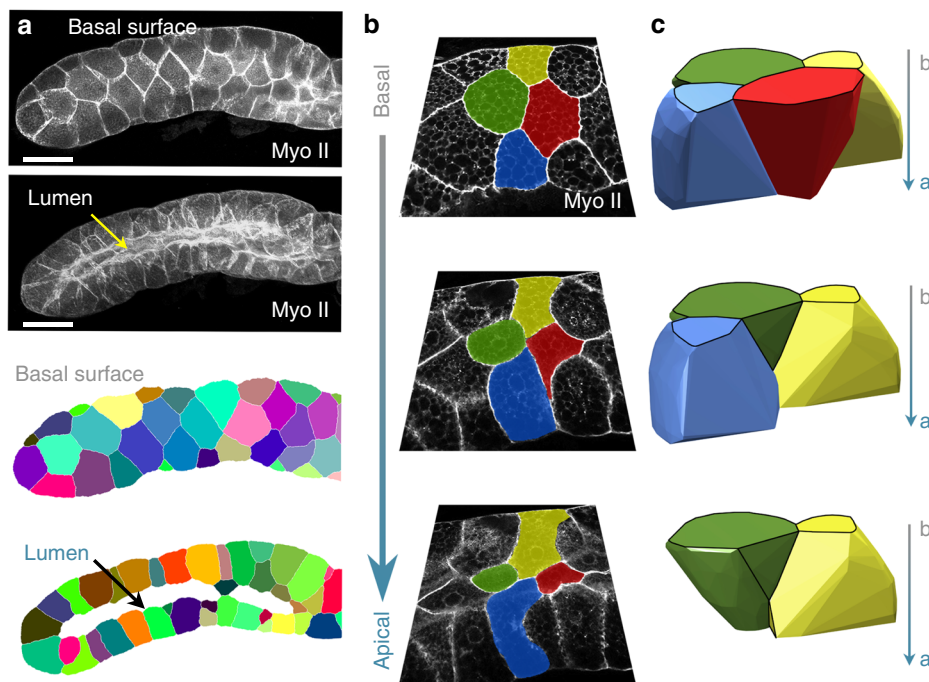 a
Basal surface
Myo II
Lumen
Myo II
Basal surface
Lumen
b
Basal
Apical
Myo II
c
b
a
b
a
b
a